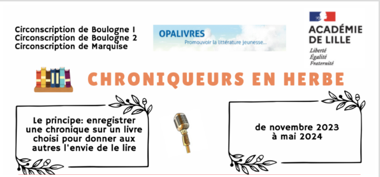 Circonscription de Boulogne 1
Circonscription de Boulogne 2
Circonscription de Marquise
OPALIVRES
Promouvoir la littérature jeunesse...
ACADÉMIE
DE LILLE
Liberté
Égalité
Fraternité
CHRONIQUEURS EN HERBE
Le principe: enregistrer
une chronique sur un livre
choisi pour donner aux
autres l'envie de le lire
de novembre 2023
à mai 2024